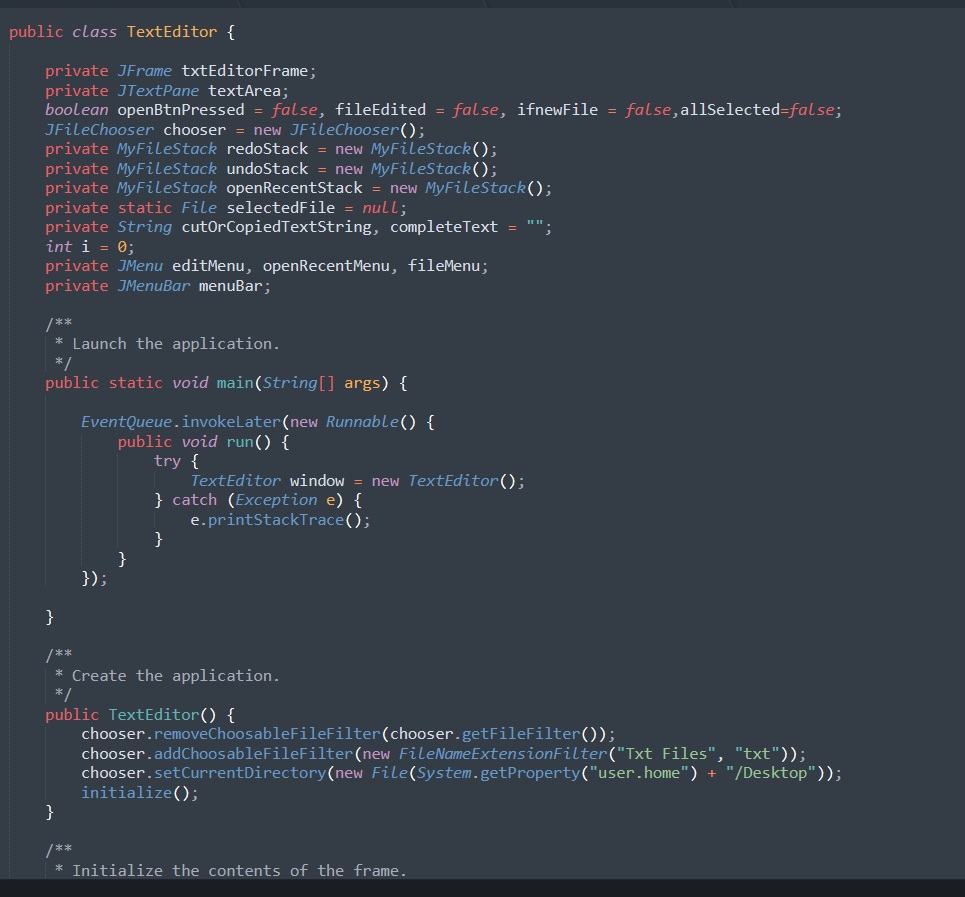 public class TextEditor {
private JFrame txtEditorFrame;
private JTextPane textArea;
boolean openBtnPressed = false, fileEdited = false, ifnewFile = false,allSelected=false;
JFileChooser chooser = new JFileChooser();
private MyFileStack redoStack = new MyFileStack();
private MyFileStack undoStack = new MyFileStack();
private MyFileStack openRecentStack = new MyFileStack();
private static File selectedFile = null;
private String cutOrCopiedTextString, completeText = "";
int i = 0;
private JMenu editMenu, openRecentMenu, fileMenu;
private JMenuBar menuBar;
/**
* Launch the application.
*/
public static void main(String[] args) {
EventQueue.invokeLater(new Runnable() {
public void run() {
try {
TextEditor window = new TextEditor();
} catch (Exception e) {
e.printStackTrace();
}
}
});
}
/**
* Create the application.
*/
public TextEditor() {
chooser.removeChoosableFileFilter(chooser.getFileFilter());
chooser.addChoosableFileFilter(new FileNameExtensionFilter("Txt Files", "txt"));
chooser.setCurrentDirectory(new File(System.getProperty("user.home") + "/Desktop"));
initialize();
}
/**
* Initialize the contents of the frame.